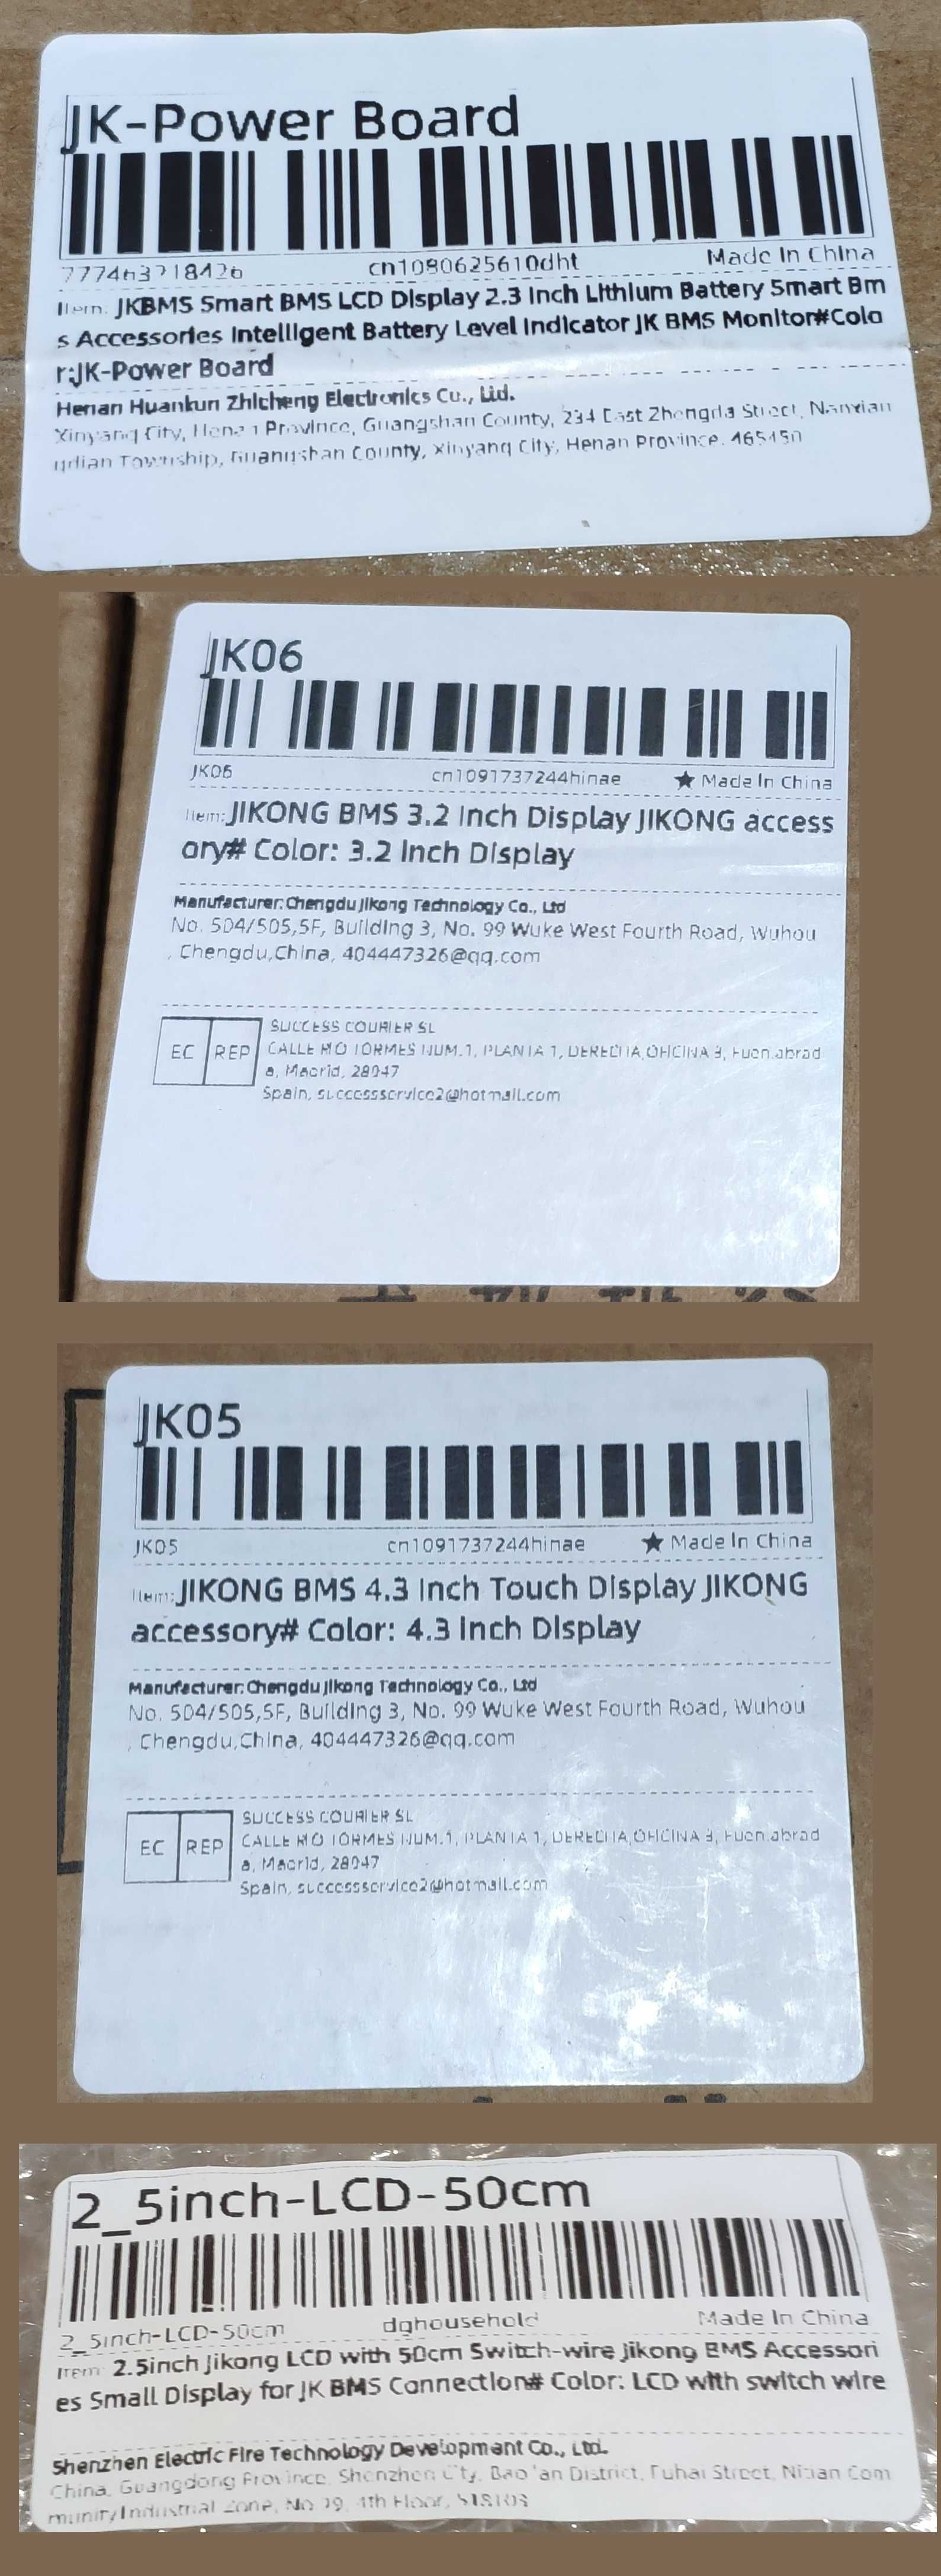 JK-Power Board
cn1080625610dht
Made In China
Item: JKBMS Smart BMS LCD Display 2.3 Inch Lithium Battery Smart Bm
s Accessories Intelligent Battery Level Indicator JK BMS Monitor#Colo
r:JK-Power Board
Henan Huankun Zhicheng Electronics Co., Ltd.
Xinyang City, Henan Province, Guangshan County, 234 East Zhengda Street, Nanxian
Township, Guangshan County, Xinyang City, Henan Province. 465450
JK06
JK06
cn1091737244hinae
★ Made In China
Item:JIKONG BMS 3.2 Inch Display JIKONG access
ory# Color: 3.2 Inch Display
Manufacturer: Chengdu Jikong Technology Co., Ltd
No. 504/505,5F, Building 3, No. 99 Wuke West Fourth Road, Wuhou
, Chengdu,China, 404447326@qq.com
EC REP
SUCCESS COURIER SL
CALLE RIO TORMES NUM.1, PLANTA 1, DERECHA,OFICINA 3, Fuenlabrad
a, Madrid, 28947
Spain, successservice2@hotmail.com
JK05
JK05
cn1091737244hinae
★ Made In China
Item:JIKONG BMS 4.3 Inch Touch Display JIKONG
accessory# Color: 4.3 Inch Display
Manufacturer: Chengdu Jikong Technology Co., Ltd
No. 504/505,5F, Building 3, No. 99 Wuke West Fourth Road, Wuhou
, Chengdu,China, 404447326@qq.com
EC REP
SUCCESS COURIER SL
CALLE RIO TORMES NUM.1, PLANTA 1, DERECHA,OFICINA 3, Fuenlabrad
a, Madrid, 28947
Spain, successservice2@hotmail.com
2_5inch-LCD-50cm
2_5inch-LCD-50cm
dghousehold
Made In China
Item: 2.5inch Jikong LCD with 50cm Switch-wire Jikong BMS Accessori
es Small Display for JK BMS Connection# Color: LCD with switch wire
Shenzhen Electric Fire Technology Development Co., Ltd.
China, Guangdong Province, Shenzhen City, Bao'an District, Fuhai Street, Com
munity Industrial Zone, 4th Floor,